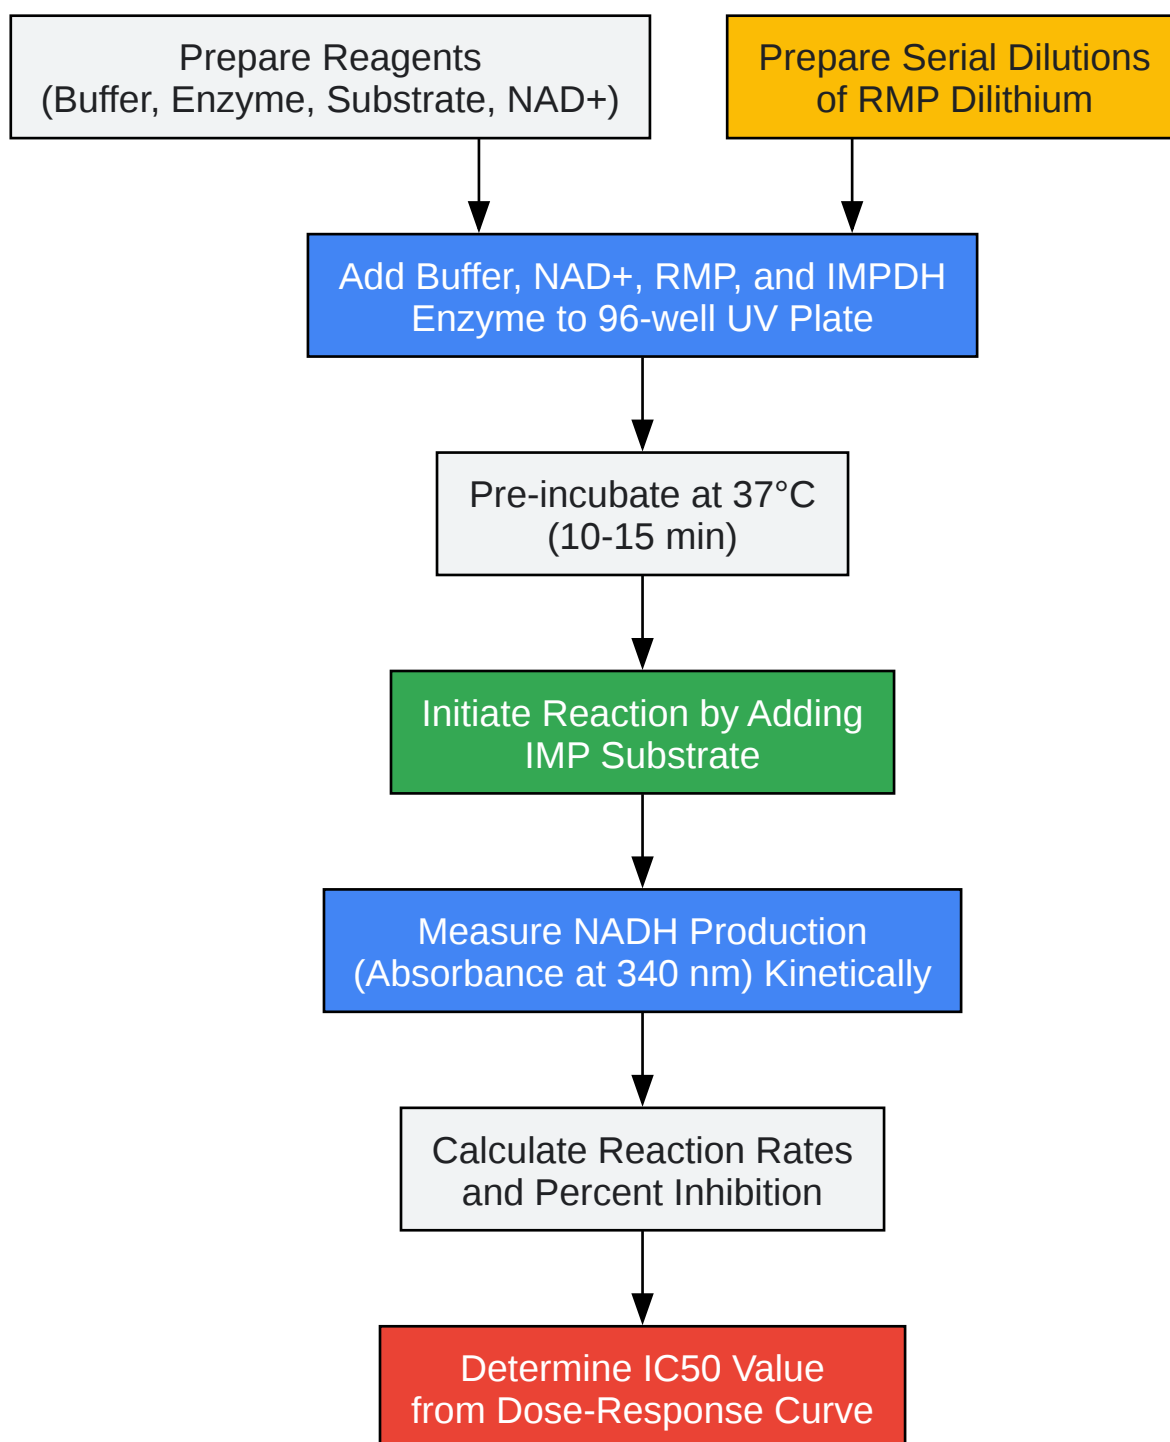 Prepare Reagents
(Buffer, Enzyme, Substrate, NAD+)
Prepare Serial Dilutions
of RMP Dilithium
Add Buffer, NAD+, RMP, and IMPDH
Enzyme to 96-well UV Plate
Pre-incubate at 37°C
(10-15 min)
Initiate Reaction by Adding
IMP Substrate
Measure NADH Production
(Absorbance at 340 nm) Kinetically
Calculate Reaction Rates
and Percent Inhibition
Determine IC50 Value
from Dose-Response Curve